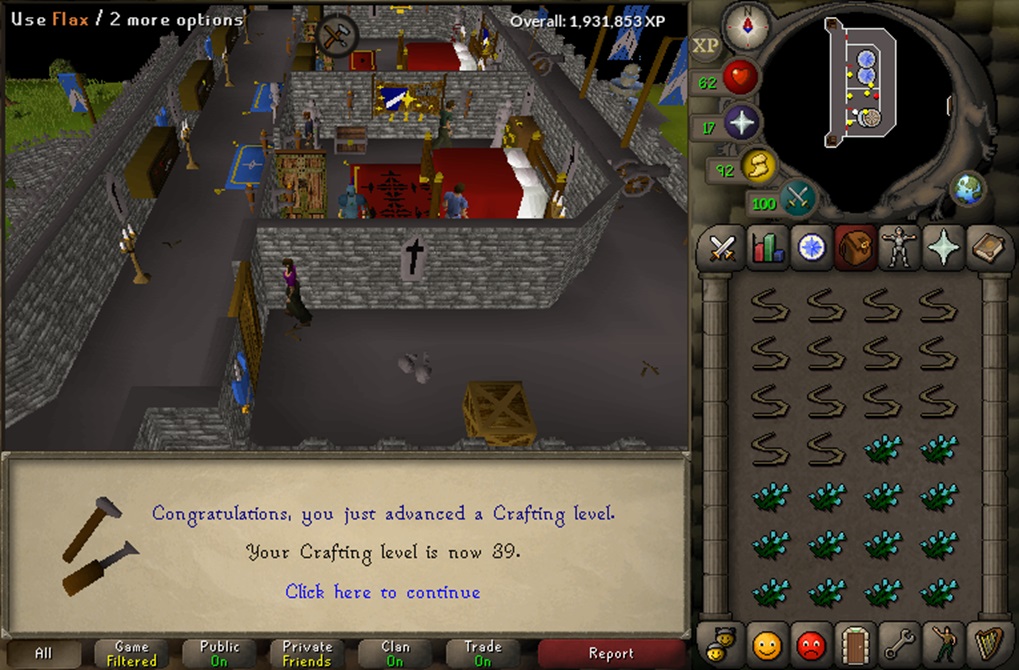 Use Flax / 2 more options
Overall: 1,931,853 XP
N
XP
62
17
92
100
Congratulations, you just advanced a Crafting level.
Your Crafting level is now 39.
Click here to continue
All
Game
Filtered
Public
On
Private
Friends
Clan
On
Trade
On
Report